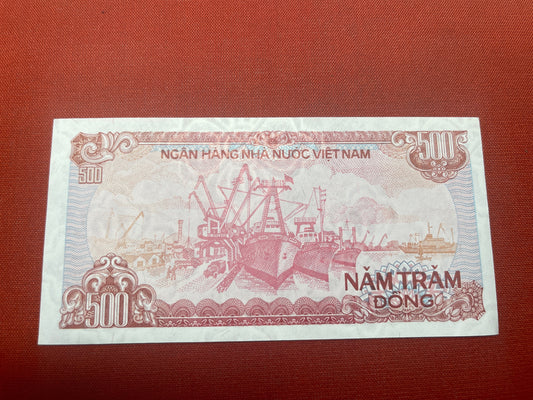 500
NGÂN HÀNG NHÀ NƯỚC VIỆT NAM
500
NĂM TRĂM
500
ĐỒNG